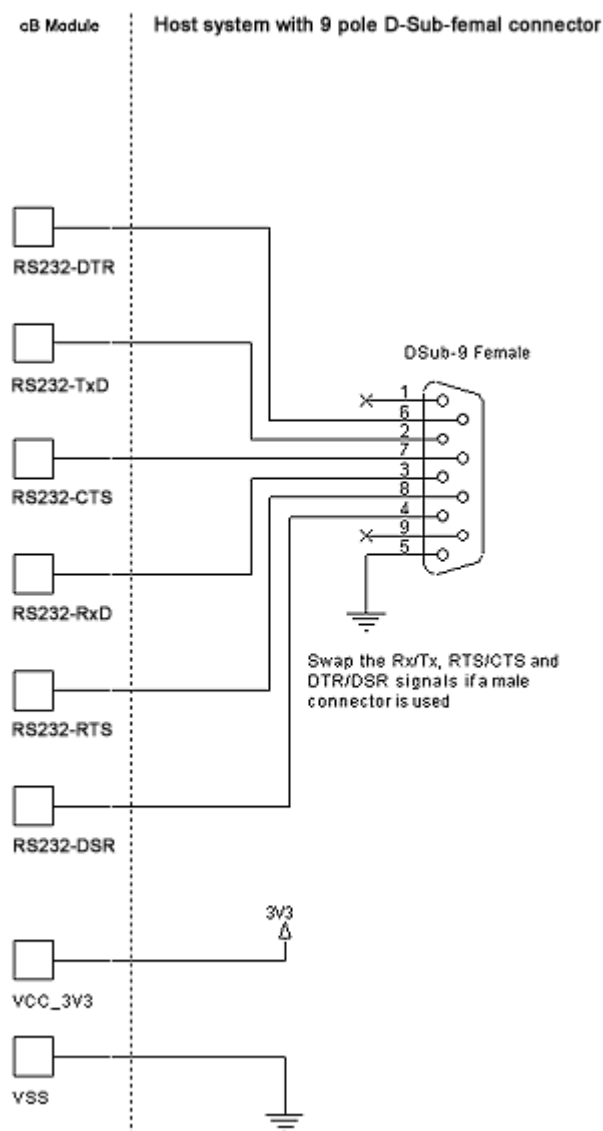 oB Module
Host system with 9 pole D-Sub-femal connector
RS232-DTR
RS232-TxD
RS232-CTS
RS232-RxD
RS232-RTS
RS232-DSR
VCC_3V3
VSS
DSub-9 Female
1
6
2
7
3
8
4
9
5
Swap the Rx/Tx, RTS/CTS and
DTR/DSR signals if a male
connector is used
3V3